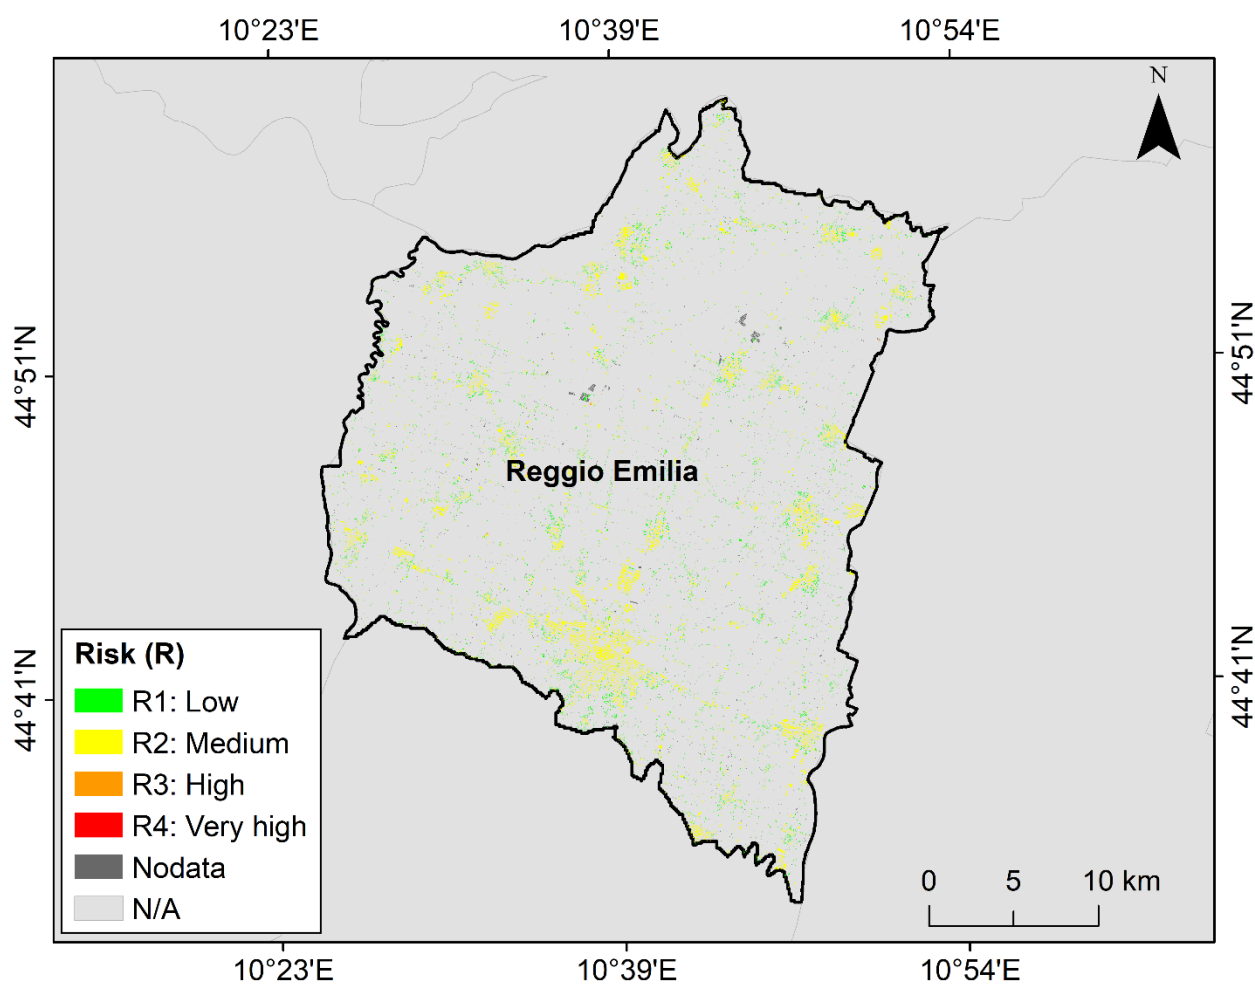 10°23'E 10°39'E 10°54'E
N
44°51'N
44°51'N
Reggio Emilia
44°41'N
44°41'N
Risk (R)
R1: Low
R2: Medium
R3: High
R4: Very high
Nodata
N/A
0 5 10 km
10°23'E 10°39'E 10°54'E